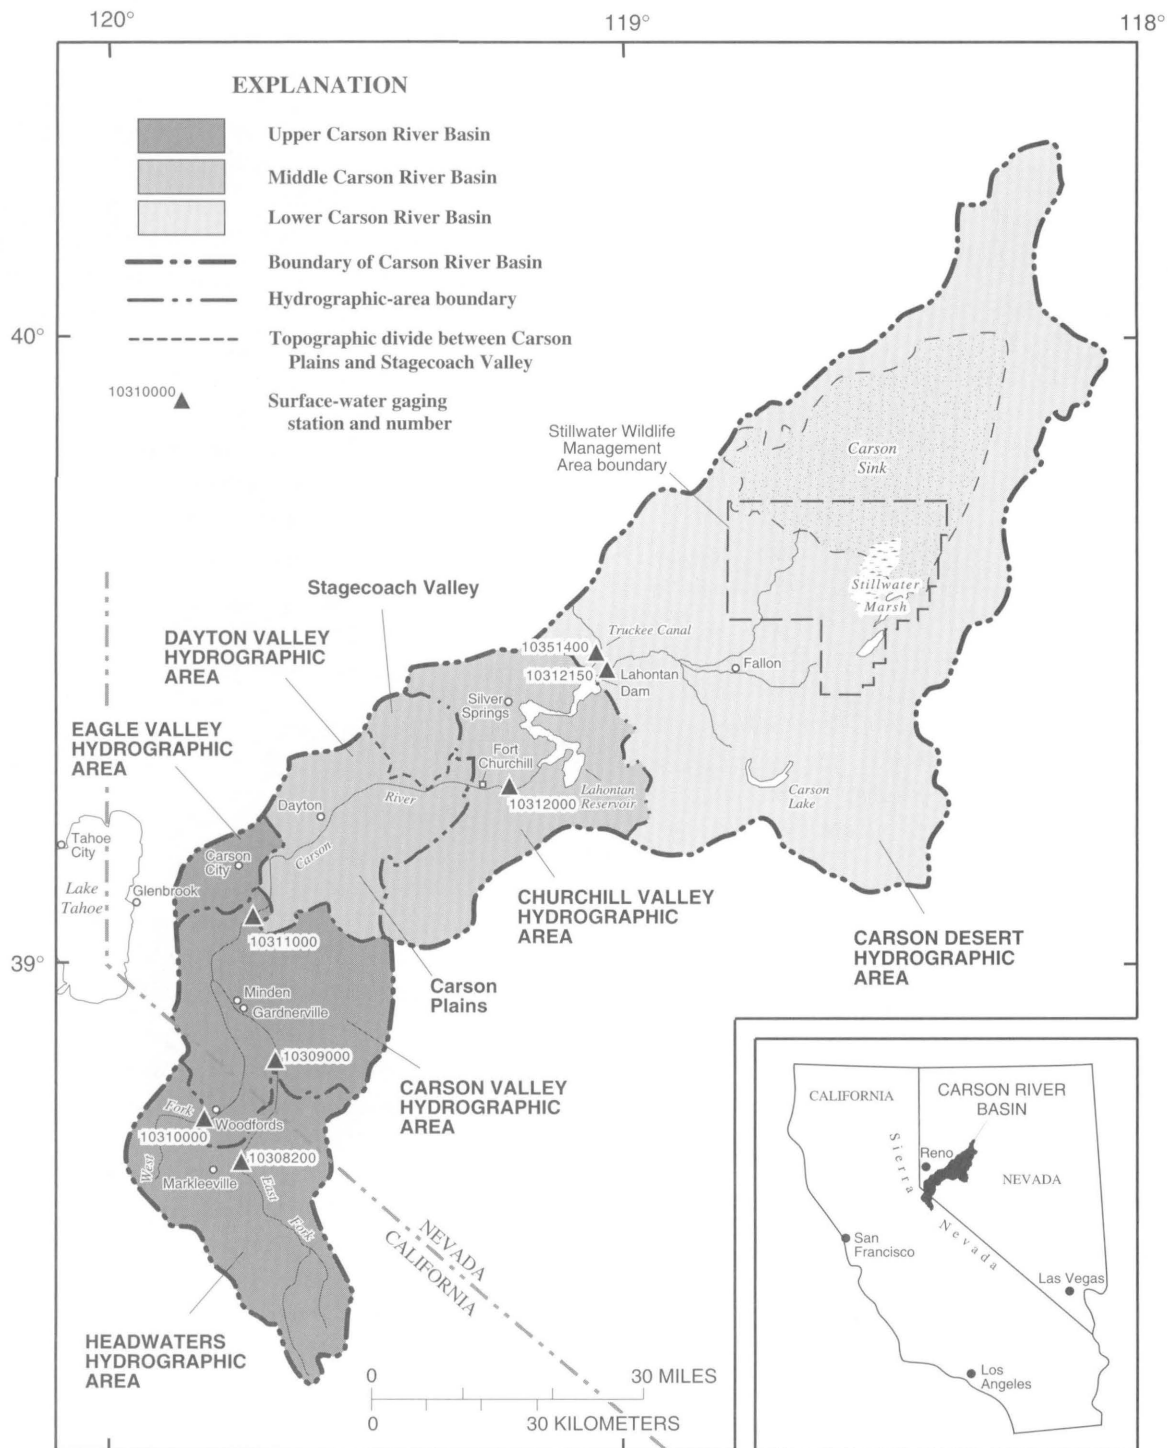 120°
119°
118°
EXPLANATION
Upper Carson River Basin
Middle Carson River Basin
Lower Carson River Basin
Boundary of Carson River Basin
Hydrographic-area boundary
40°
Topographic divide between Carson
Plains and Stagecoach Valley
10310000
Surface-water gaging
station and number
Stillwater Wildlife
Management
Area boundary
Carson
Sink
Stillwater
Marsh
Stagecoach Valley
DAYTON VALLEY
HYDROGRAPHIC
AREA
Truckee Canal
10351400
10312150
Lahontan
Dam
Fallon
Silver
Springs
EAGLE VALLEY
HYDROGRAPHIC
AREA
Fort
Churchill
10312000
Lahontan
Reservoir
Carson
Lake
Dayton
River
Carson
Tahoe
City
Carson
City
Lake
Tahoe
Glenbrook
CHURCHILL VALLEY
HYDROGRAPHIC
AREA
CARSON DESERT
HYDROGRAPHIC
AREA
10311000
39°
Carson
Plains
Minden
Gardnerville
10309000
CARSON VALLEY
HYDROGRAPHIC
AREA
Fork
West
Woodfords
10310000
10308200
Markleeville
East
Fork
NEVADA
CALIFORNIA
HEADWATERS
HYDROGRAPHIC
AREA
0 30 MILES
0 30 KILOMETERS
CALIFORNIA
CARSON RIVER
BASIN
Reno
NEVADA
Sierra
Nevada
San
Francisco
Las Vegas
Los
Angeles